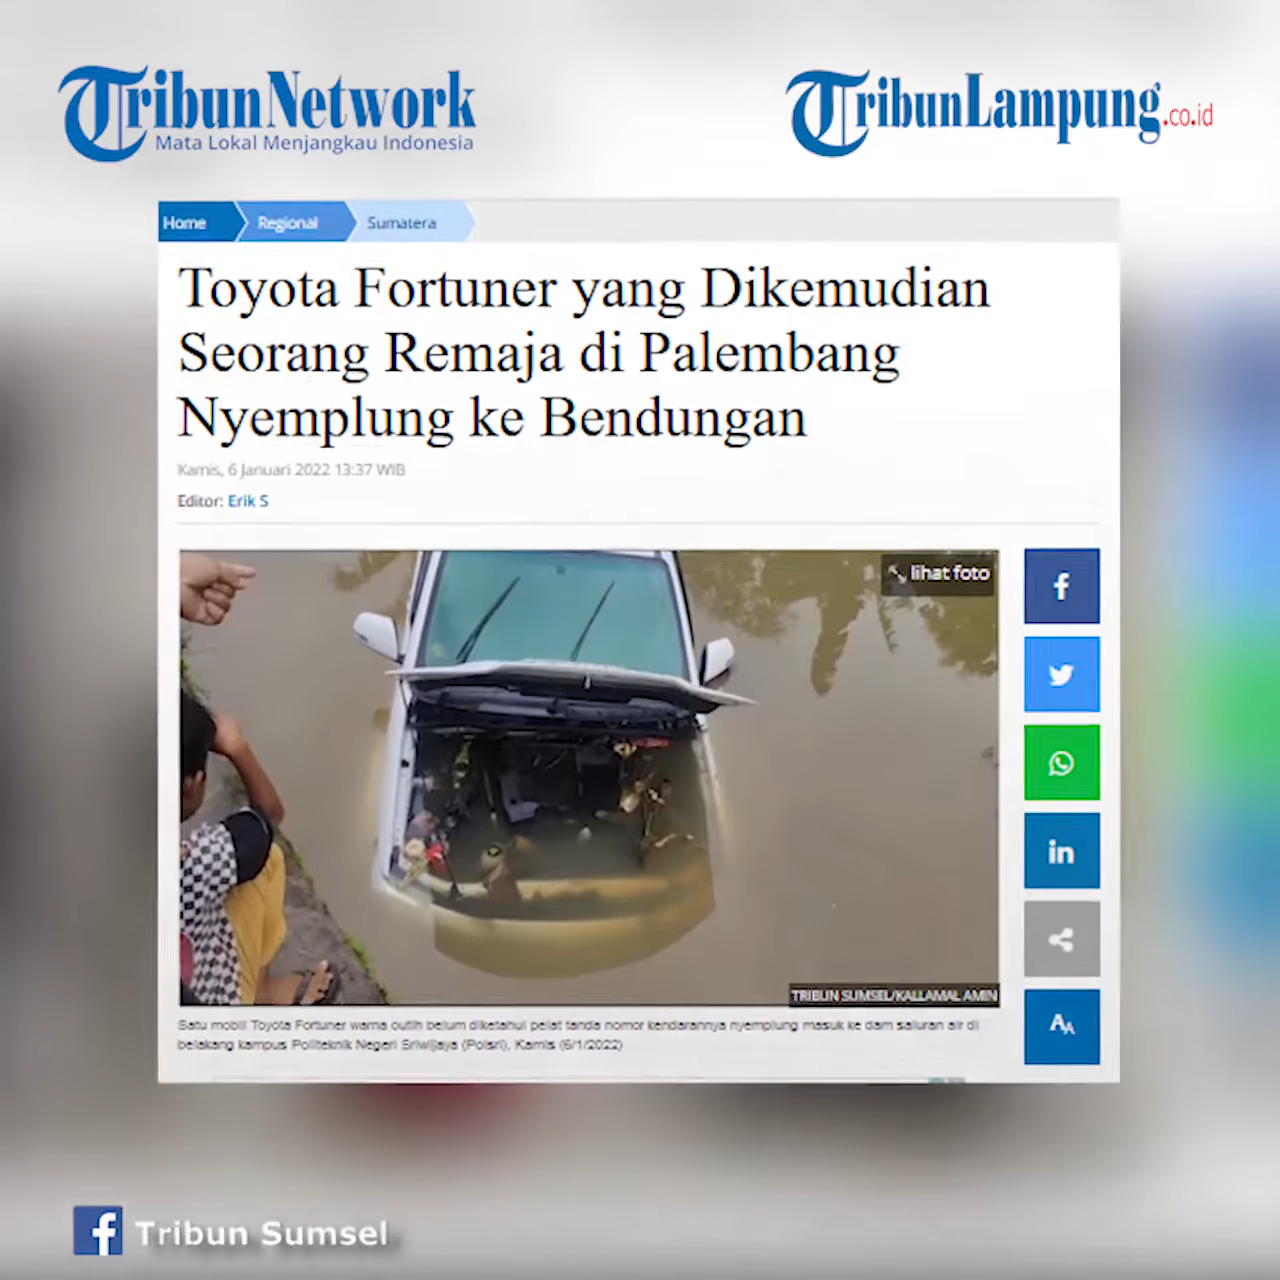 TribunNetwork
Mata Lokal Menjangkau Indonesia
TribunLampung.co.id
Home Regional Sumatera
Toyota Fortuner yang Dikemudian
Seorang Remaja di Palembang
Nyemplung ke Bendungan
Kamis, 6 Januari 2022 13:37 WIB
Editor: Erik S
lihat foto
TRIBUN SUMSEL/KALLAMAL AMIN
Satu mobil Toyota Fortuner warna putih belum diketahui pelat tanda nomor kendarannya nyemplung masuk ke dam saluran air di
belakang kampus Politeknik Negeri Sriwijaya (Polsri), Kamis (6/1/2022)
Tribun Sumsel